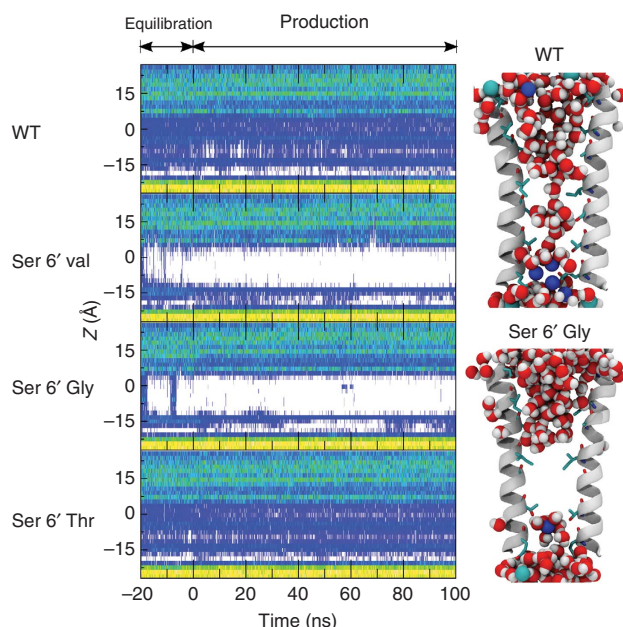 Equilibration
Production
WT
15
0
−15
Ser 6′ val
15
0
−15
Z (Å)
Ser 6′ Gly
15
0
−15
Ser 6′ Thr
15
0
−15
−20 0 20 40 60 80 100
Time (ns)
WT
Ser 6′ Gly